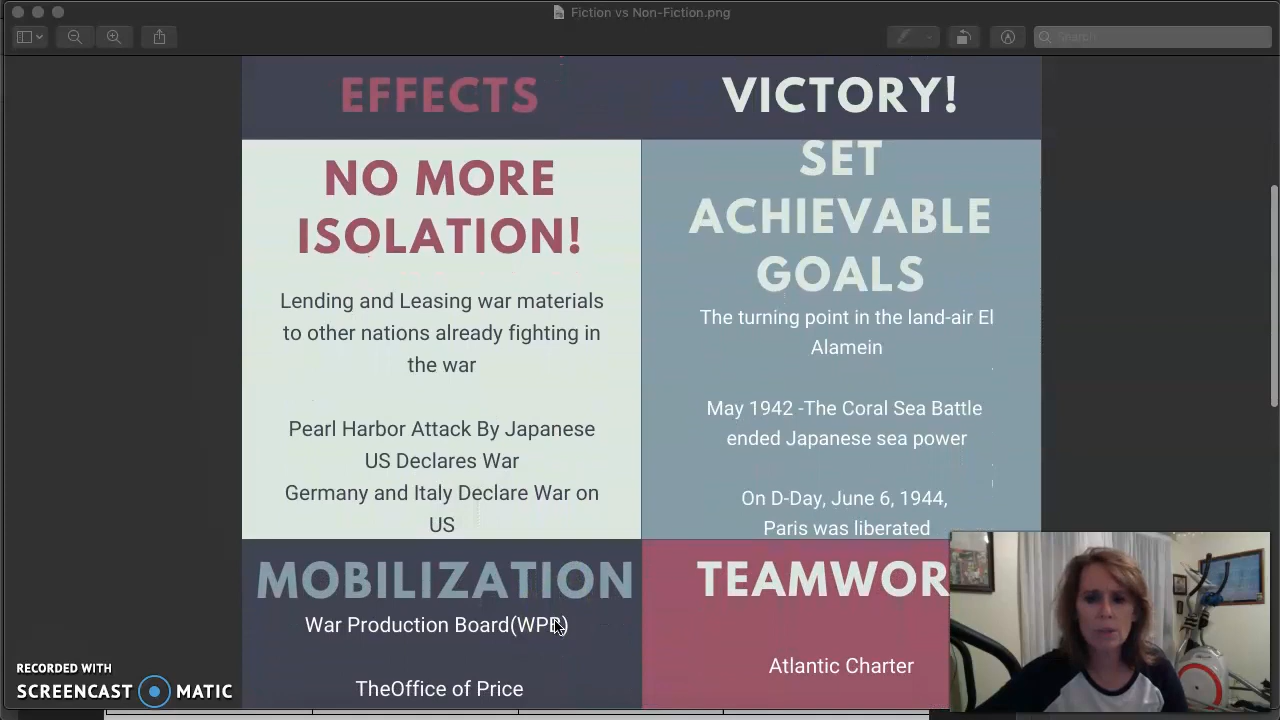 Fiction vs Non-Fiction.png
Search
EFFECTS
VICTORY!
NO MORE
ISOLATION!
Lending and Leasing war materials
to other nations already fighting in
the war
Pearl Harbor Attack By Japanese
US Declares War
Germany and Italy Declare War on
US
SET
ACHIEVABLE
GOALS
The turning point in the land-air El
Alamein
May 1942 -The Coral Sea Battle
ended Japanese sea power
On D-Day, June 6, 1944,
Paris was liberated
MOBILIZATION
War Production Board(WPB)
TheOffice of Price
TEAMWOR
Atlantic Charter
RECORDED WITH
SCREENCAST MATIC